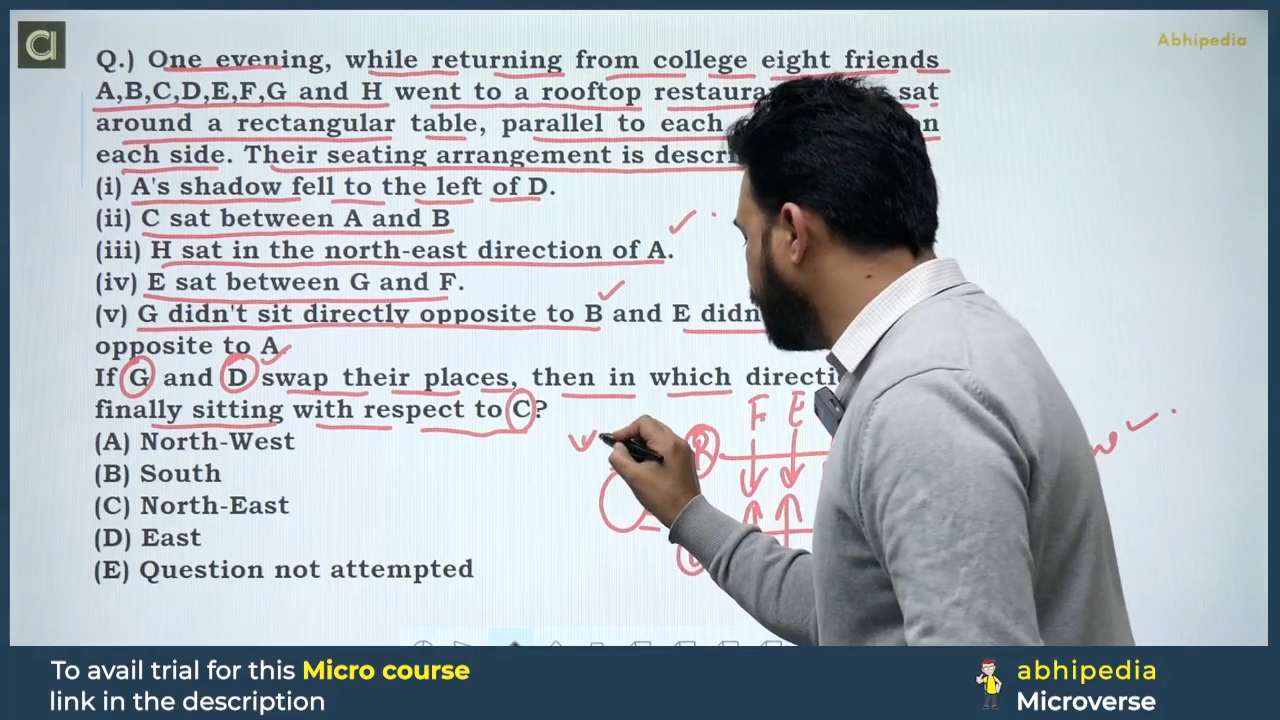 Abhipedia
Q.) One evening, while returning from college eight friends
A,B,C,D,E,F,G and H went to a rooftop sat
around a rectangular table, parallel to each
each side. Their seating arrangement is
(i) A's shadow fell to the left of D.
(ii) C sat between A and B
(iii) H sat in the north-east direction of A.
(iv) E sat between G and F.
(v) G didn't sit directly opposite to B and E
opposite to A.
If G and D swap their places, then in which
finally sitting with respect to C?
F E
(A) North-West
(B) South
(C) North-East
(D) East
(E) Question not attempted
To avail trial for this Micro course
link in the description
abhipedia
Microverse